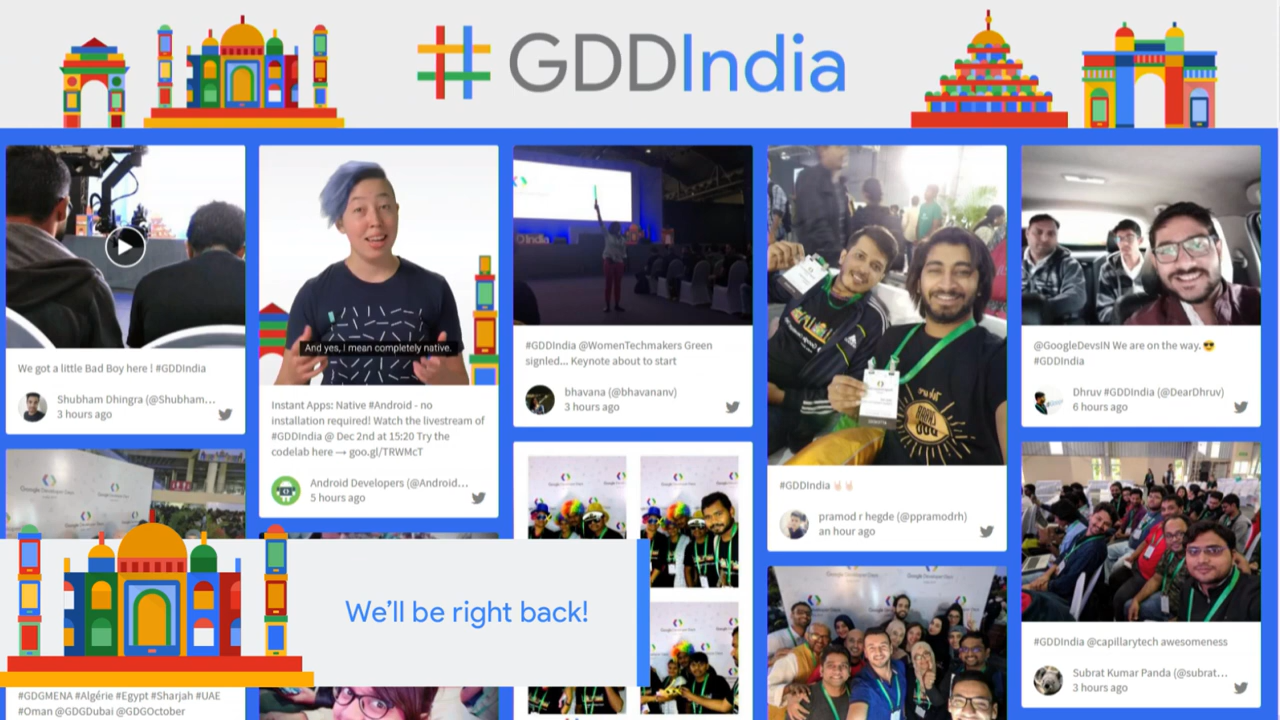 #GDDIndia
We got a little Bad Boy here ! #GDDIndia
Shubham Dhingra (@Shubham...
3 hours ago
#GDGMENA #Algérie #Egypt #Sharjah #UAE
#Oman @GDGDubai @GDGOctober
And yes, I mean completely native.
Instant Apps: Native #Android - no
installation required! Watch the livestream of
#GDDIndia @ Dec 2nd at 15:20 Try the
codelab here → goo.gl/TRWMcT
Android Developers (@Android...
5 hours ago
#GDDIndia @WomenTechmakers Green
signled... Keynote about to start
bhavana (@bhavananv)
3 hours ago
#GDDIndia
pramod r hegde (@ppramodrh)
an hour ago
@GoogleDevsIN We are on the way.
#GDDIndia
Dhruv #GDDIndia (@DearDhruv)
6 hours ago
#GDDIndia @capillarytech awesomeness
Subrat Kumar Panda (@subrat...
3 hours ago
We'll be right back!